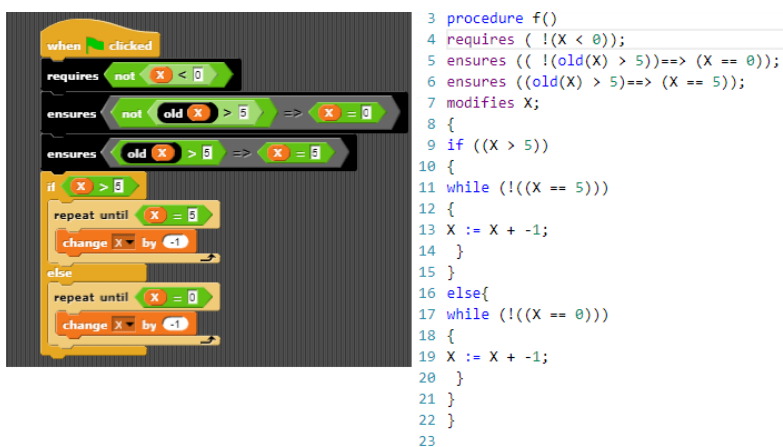 when clicked
requires not X < 0
ensures not old X > 5 => X = 0
ensures old X > 5 => X = 5
if X > 5
repeat until X = 5
change X by -1
else
repeat until X = 0
change X by -1
3 procedure f()
4 requires ( !(X < 0));
5 ensures (( !(old(X) > 5))==> (X == 0));
6 ensures ((old(X) > 5)==> (X == 5));
7 modifies X;
8 {
9 if ((X > 5))
10 {
11 while (!((X == 5)))
12 {
13 X := X + -1;
14 }
15 }
16 else{
17 while (!((X == 0)))
18 {
19 X := X + -1;
20 }
21 }
22 }
23